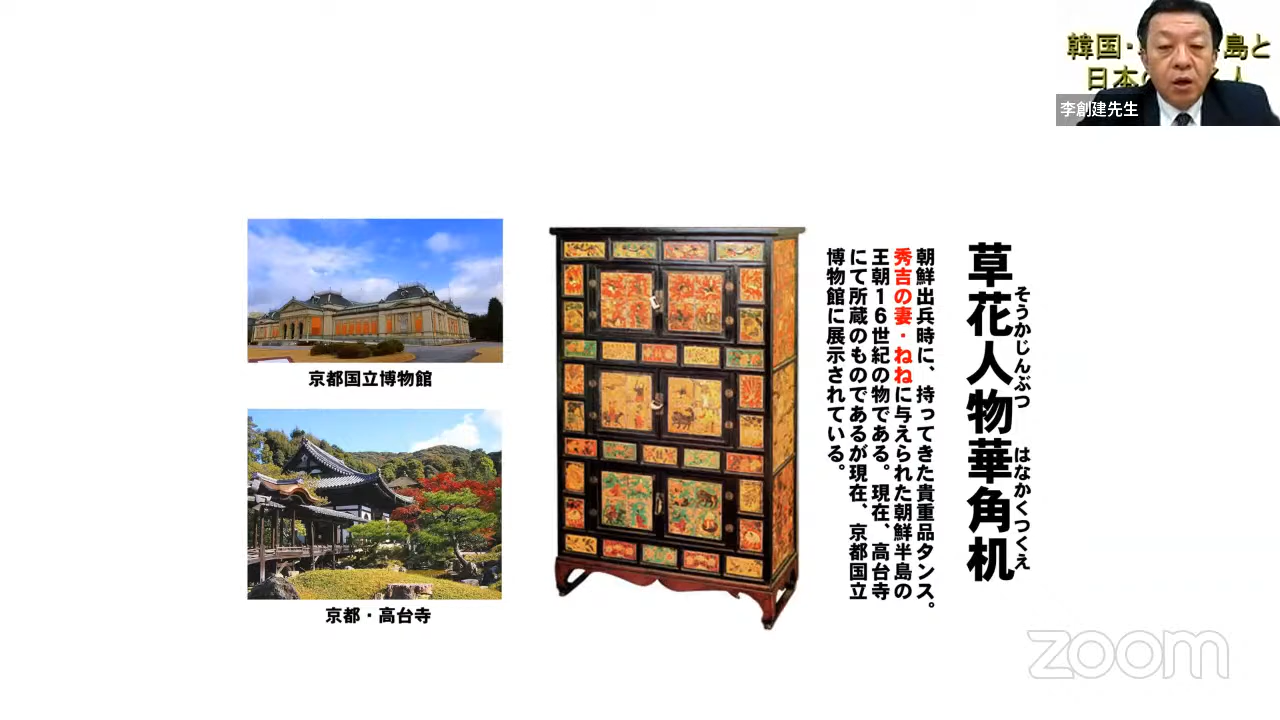 韓国・
島と
日本の
人
李創建先生
草花人物華角机
そうかじんぶつ はなかくつくえ
朝鮮出兵時に、持ってきた貴重品タンス。
秀吉の妻・ねねに与えられた朝鮮半島の
王朝16世紀の物である。現在、高台寺
にて所蔵のものであるが現在、京都国立
博物館に展示されている。
京都国立博物館
京都・高台寺
zoom